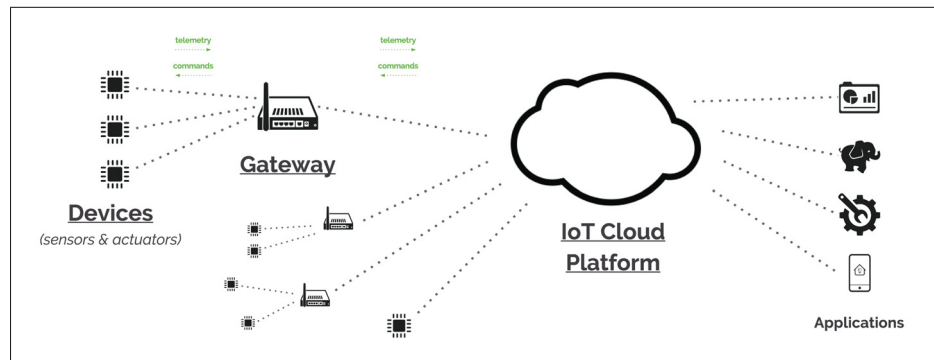 telemetry
telemetry
commands
commands
Gateway
Devices
(sensors & actuators)
IoT Cloud
Platform
Applications